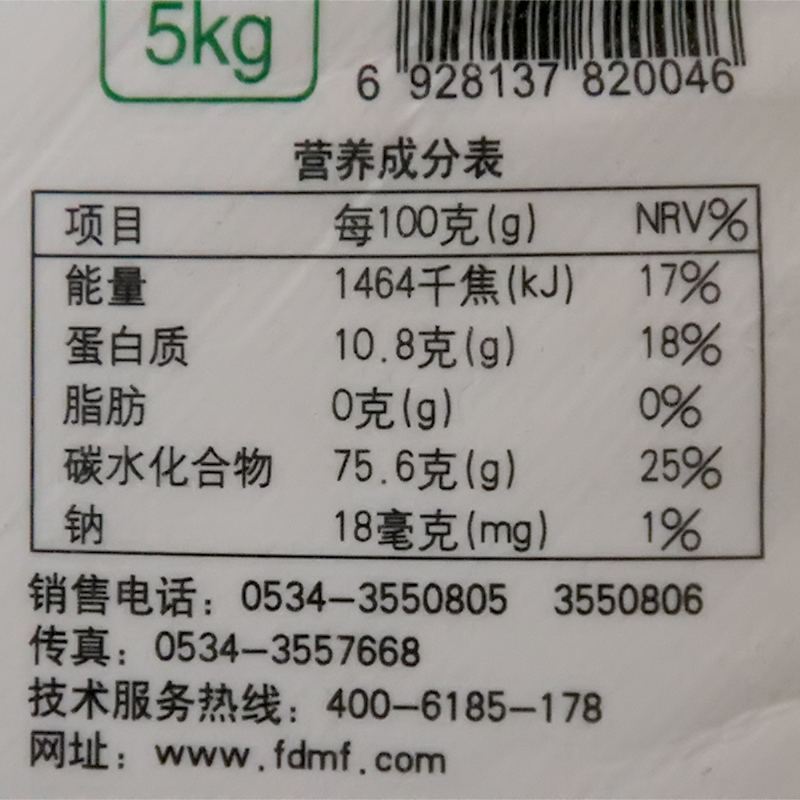 5kg
6 928137 820046
营养成分表
项目 每100克(g) NRV%
能量 1464千焦(kJ) 17%
蛋白质 10.8克(g) 18%
脂肪 0克(g) 0%
碳水化合物 75.6克(g) 25%
钠 18毫克(mg) 1%
销售电话：0534—3550805 3550806
传真：0534—3557668
技术服务热线：400—6185—178
网址：www.fdmf.com